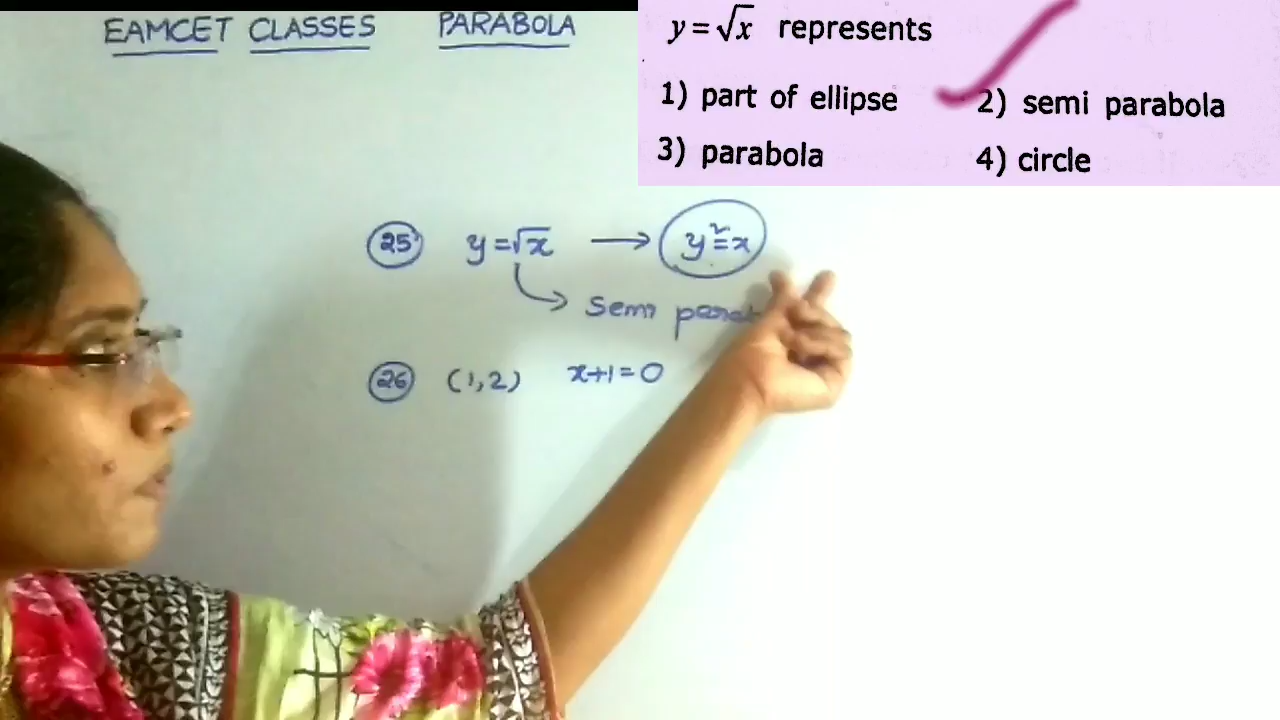 EAMCET CLASSES PARABOLA
y = √x represents
1) part of ellipse 2) semi parabola
3) parabola 4) circle
25 y = √x → y² = x
semi
26 (1,2) x+1=0